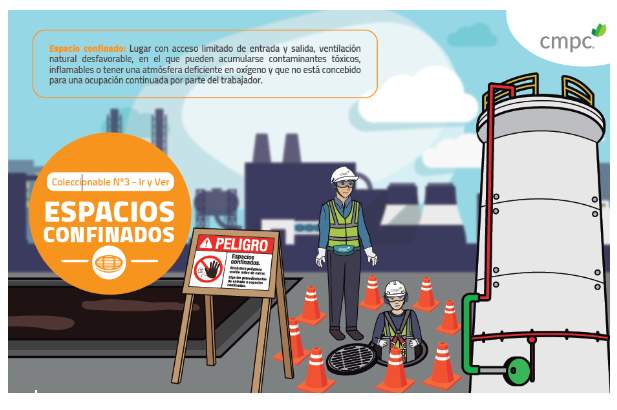 Espacio confinado: Lugar con acceso limitado de entrada y salida, ventilación
natural desfavorable, en el que pueden acumularse contaminantes tóxicos,
inflamables o tener una atmósfera deficiente en oxígeno y que no está concebido
para una ocupación continuada por parte del trabajador.
cmpc
Coleccionable N°3 - Ir y Ver
ESPACIOS
CONFINADOS
PELIGRO
Espacios
confinados.